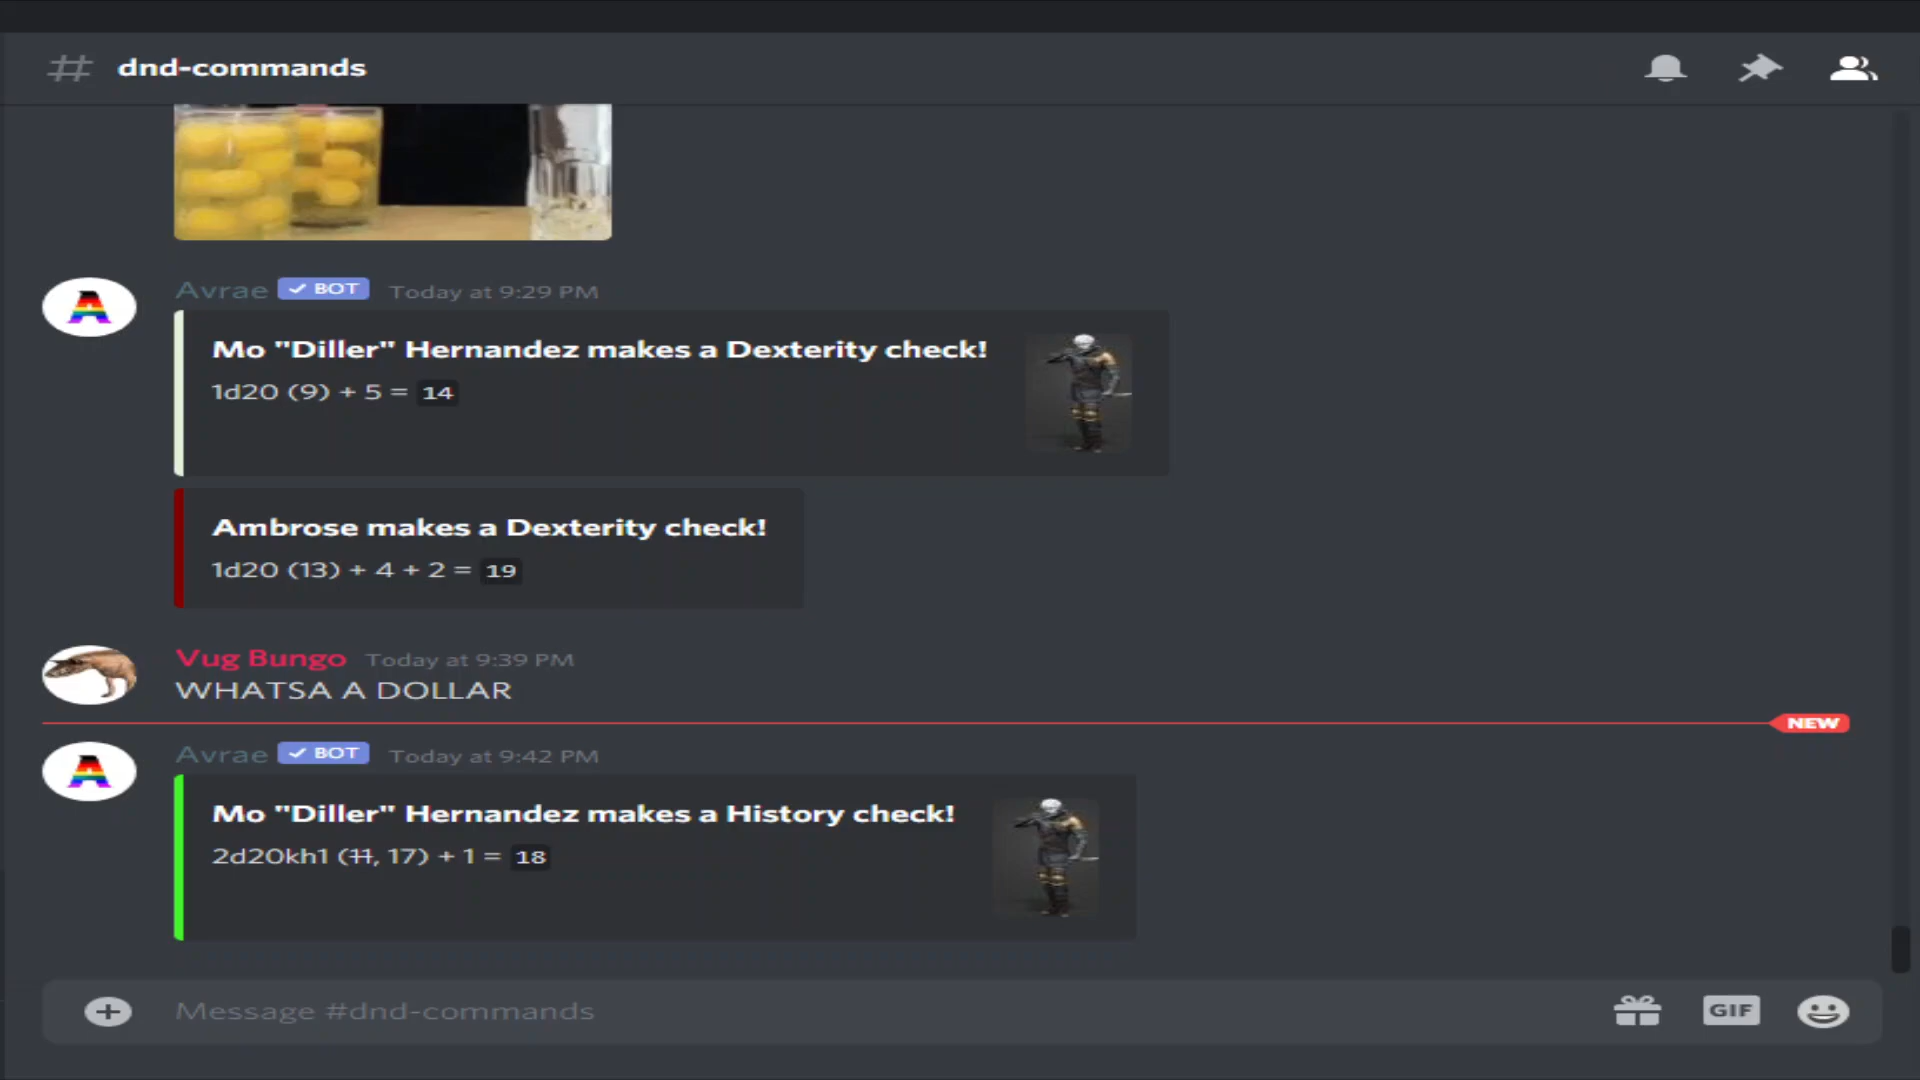 # dnd-commands
Avrae ✓ BOT Today at 9:29 PM
Mo "Diller" Hernandez makes a Dexterity check!
1d20 (9) + 5 = 14
Ambrose makes a Dexterity check!
1d20 (13) + 4 + 2 = 19
Vug Bungo Today at 9:39 PM
WHATSA A DOLLAR
NEW
Avrae ✓ BOT Today at 9:42 PM
Mo "Diller" Hernandez makes a History check!
2d20kh1 (11, 17) + 1 = 18
Message #dnd-commands
GIF